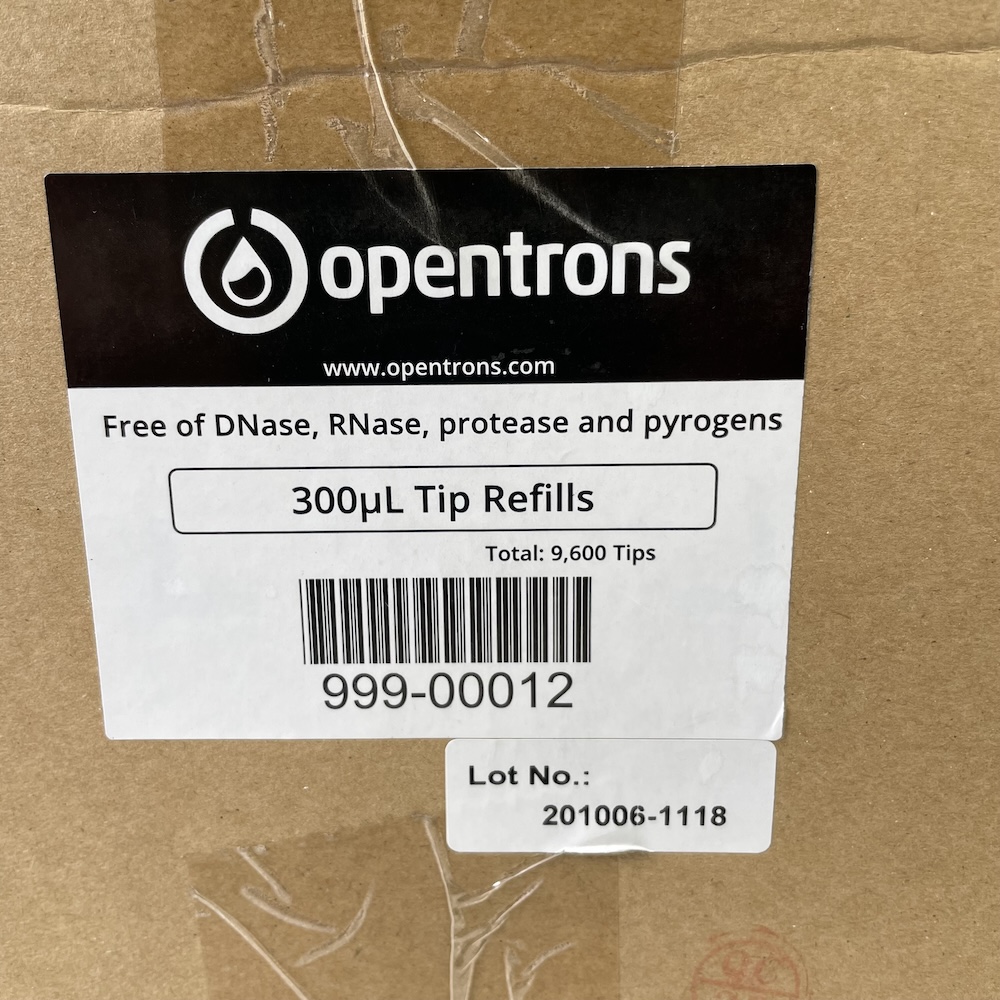 opentrons
www.opentrons.com
Free of DNase, RNase, protease and pyrogens
300µL Tip Refills
Total: 9,600 Tips
999-00012
Lot No.:
201006-1118